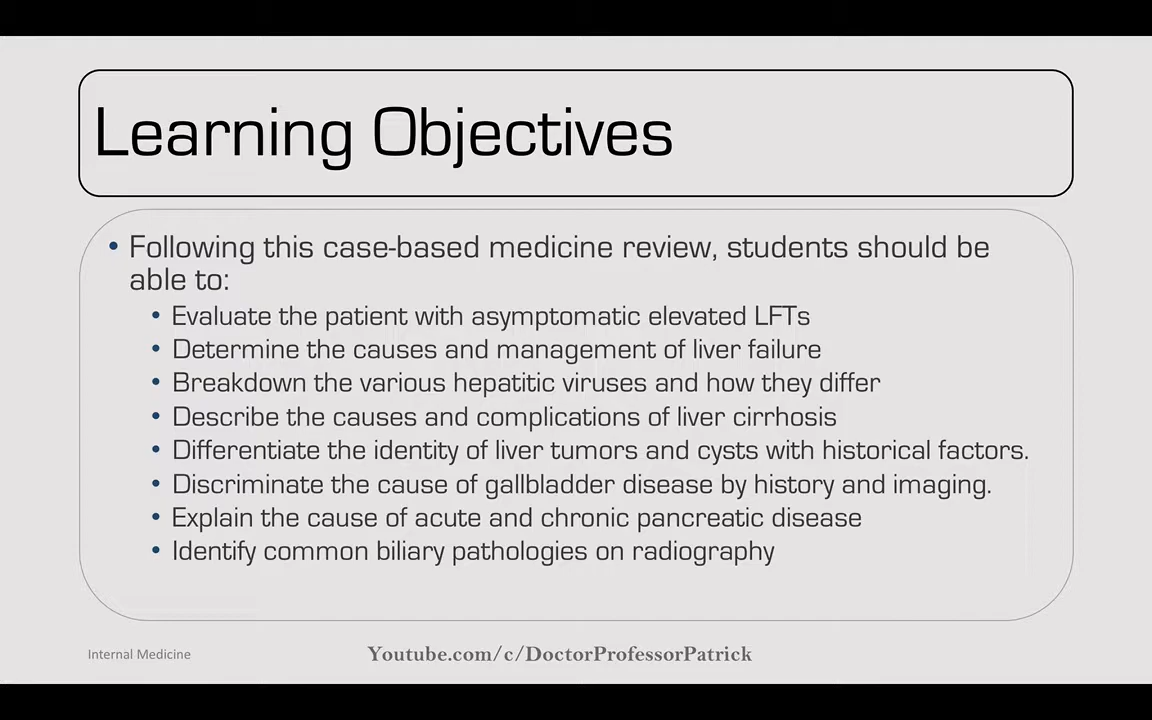 Learning Objectives
• Following this case-based medicine review, students should be
able to:
• Evaluate the patient with asymptomatic elevated LFTs
• Determine the causes and management of liver failure
• Breakdown the various hepatitic viruses and how they differ
• Describe the causes and complications of liver cirrhosis
• Differentiate the identity of liver tumors and cysts with historical factors.
• Discriminate the cause of gallbladder disease by history and imaging.
• Explain the cause of acute and chronic pancreatic disease
• Identify common biliary pathologies on radiography
Internal Medicine
Youtube.com/c/DoctorProfessorPatrick